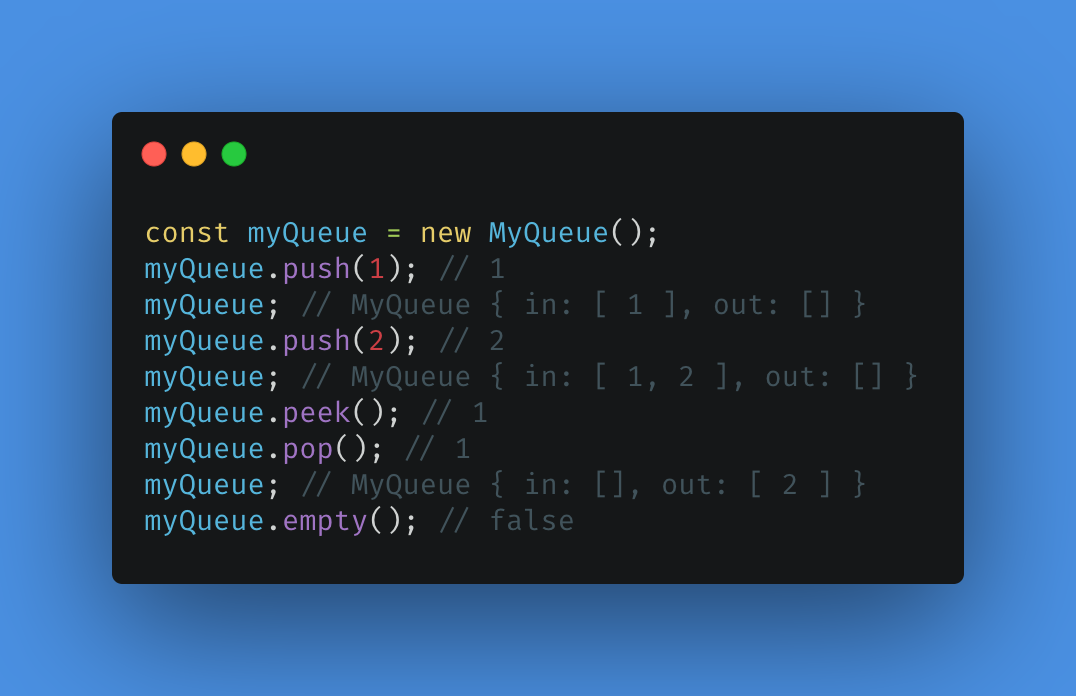 const myQueue = new MyQueue();
myQueue.push(1); // 1
myQueue; // MyQueue { in: [ 1 ], out: [] }
myQueue.push(2); // 2
myQueue; // MyQueue { in: [ 1, 2 ], out: [] }
myQueue.peek(); // 1
myQueue.pop(); // 1
myQueue; // MyQueue { in: [], out: [ 2 ] }
myQueue.empty(); // false